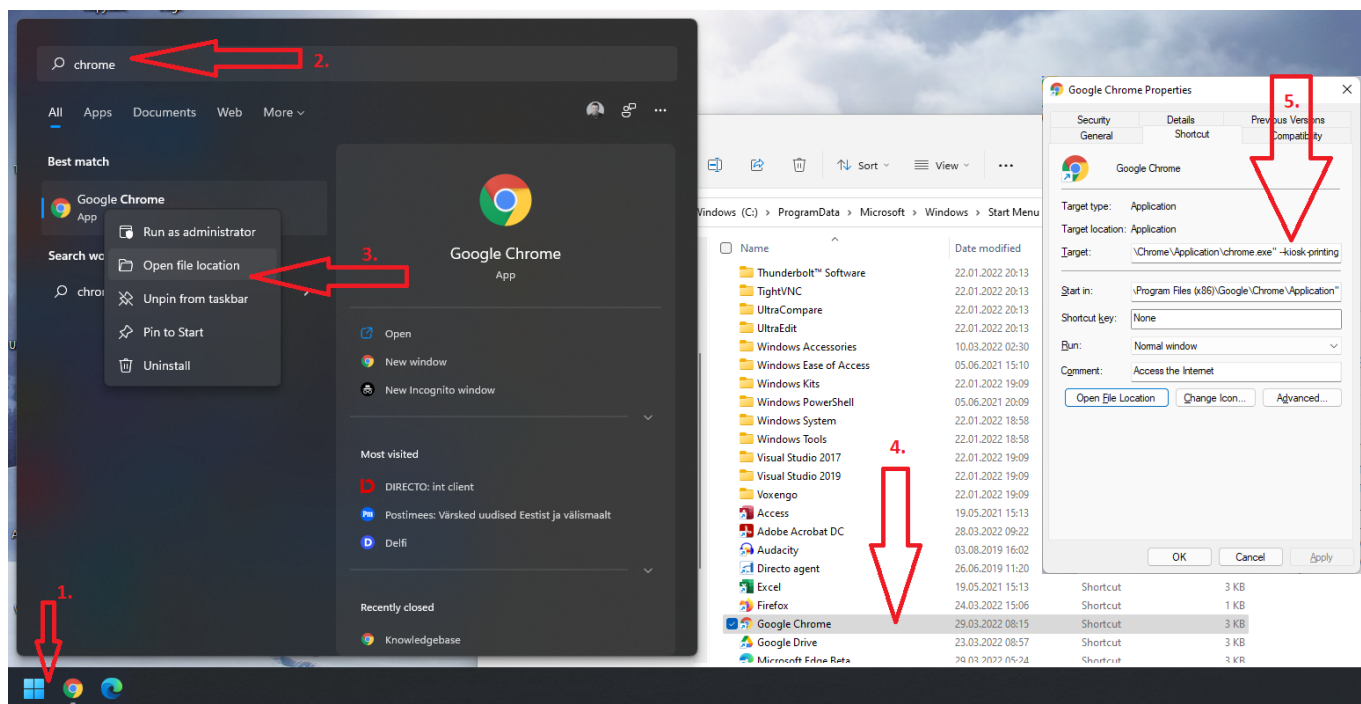 chrome
2.
All Apps Documents Web More
Best match
Google Chrome
App
Run as administrator
Open file location
Unpin from taskbar
Pin to Start
Uninstall
Search
3.
Google Chrome
App
Open
New window
New Incognito window
Most visited
DIRECTO: int client
Postimees: Värsked uudised Eestist ja välismaalt
Delfi
Recently closed
Knowledgebase
1.
Sort View
(C:) > ProgramData > Microsoft > Windows > Start Menu
Name Date modified
Thunderbolt™ Software 22.01.2022 20:13
TightVNC 22.01.2022 20:13
UltraCompare 22.01.2022 20:13
UltraEdit 22.01.2022 20:13
Windows Accessories 10.03.2022 02:30
Windows Ease of Access 05.06.2021 15:10
Windows Kits 22.01.2022 19:09
Windows PowerShell 05.06.2021 20:09
Windows System 22.01.2022 18:58
Windows Tools 22.01.2022 18:58
Visual Studio 2017 22.01.2022 19:09
Visual Studio 2019 22.01.2022 19:09
Voxengo 22.01.2022 19:09
Access 19.05.2021 15:13
Adobe Acrobat DC 28.03.2022 09:22
Audacity 03.08.2019 16:02
Directo agent 26.06.2019 11:20
Excel 19.05.2021 15:13 Shortcut 3 KB
Firefox 24.03.2022 15:06 Shortcut 1 KB
Google Chrome 29.03.2022 08:15 Shortcut 3 KB
Google Drive 23.03.2022 08:57 Shortcut 3 KB
Microsoft Edge Beta 29.03.2022 05:24 Shortcut 3 KB
4.
Google Chrome Properties
5.
Security Details Previous Versions
General Shortcut Compatibility
Google Chrome
Target type: Application
Target location: Application
Target: \Chrome\Application\chrome.exe" --kiosk-printing
Start in: \Program Files (x86)\Google\Chrome\Application"
Shortcut key: None
Run: Normal window
Comment: Access the Internet
Open File Location Change Icon... Advanced...
OK Cancel Apply